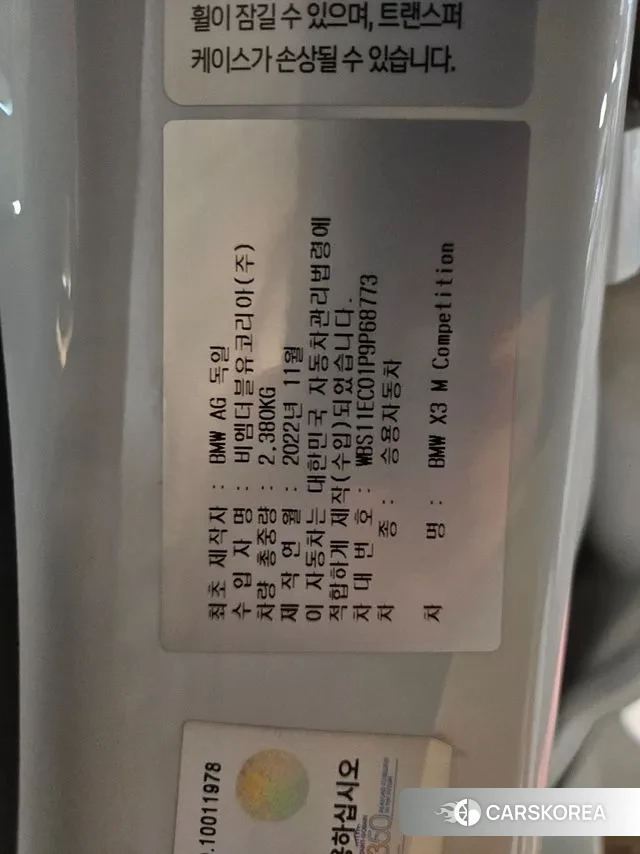 휠이 잠길 수 있으며, 트랜스퍼
케이스가 손상될 수 있습니다.
최초 제작자 : BMW AG 독일
수 입 자 명 : 비엠더블유코리아(주)
차량 총중량 : 2,380KG
제 작 연 월 : 2022년 11월
이 자동차는 대한민국 자동차관리법령에
적합하게 제작(수입)되었습니다.
차 대 번 호 : WBS11EC01P9P68773
차 종 : 승용자동차
차 명 : BMW X3 M Competition
.10011978
하십시오
350
CARSKOREA